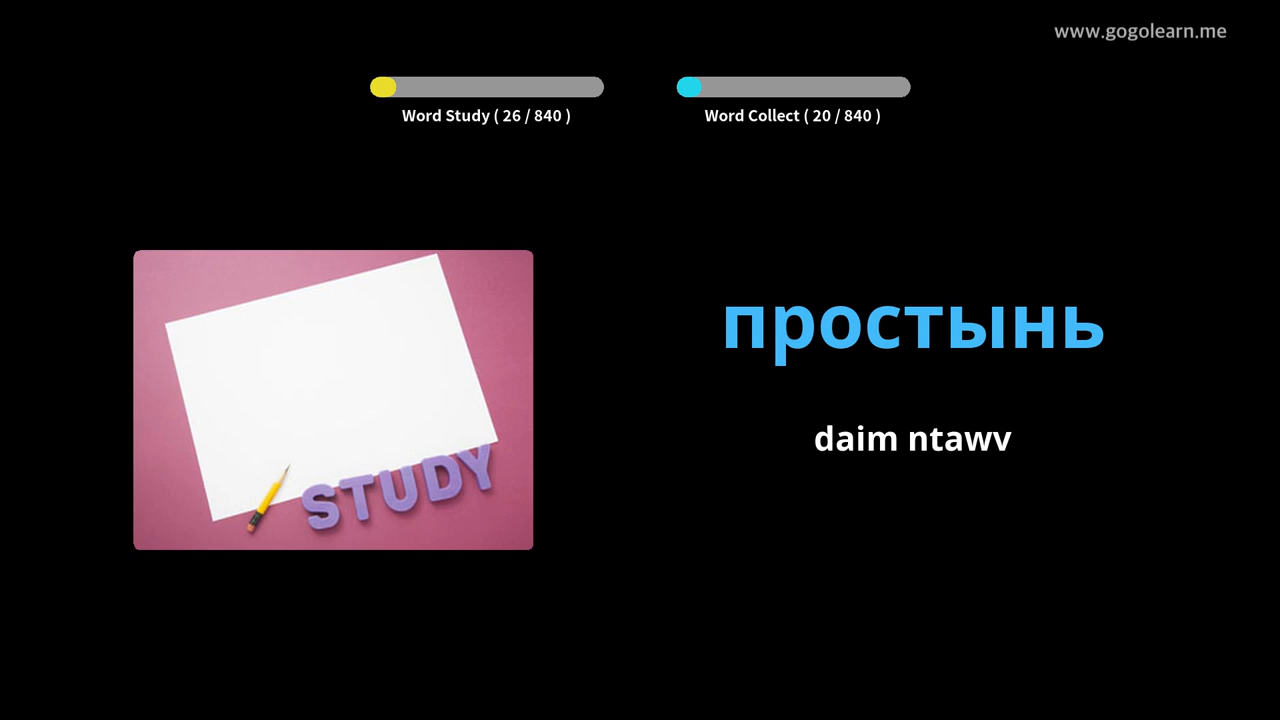 www.gogolearn.me
Word Study ( 26 / 840 )
Word Collect ( 20 / 840 )
STUDY
простынь
daim ntawv